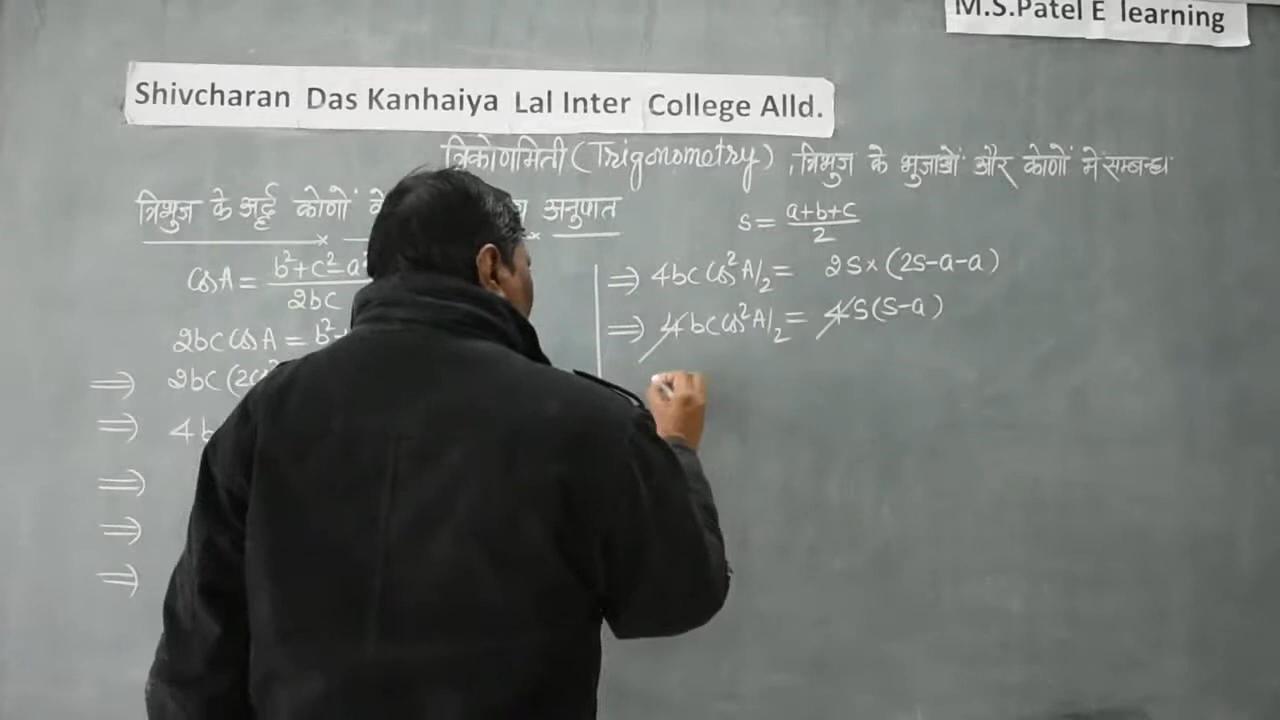 M.S.Patel E learning
Shivcharan Das Kanhaiya Lal Inter College Alld.
त्रिकोणमिती (Trigonometry), त्रिभुज के भुजाओं और कोणों में सम्बन्ध
त्रिभुज के अर्द्ध कोणों अनुपात
cosA = b²+c²-a² / 2bc
2bc cosA = b²
⇒ 2bc (2co
⇒ 4b
⇒
⇒
⇒
s = a+b+c / 2
⇒ 4bc cos²A/2 = 2s×(2s-a-a)
⇒ 4bc cos²A/2 = 4s(s-a)